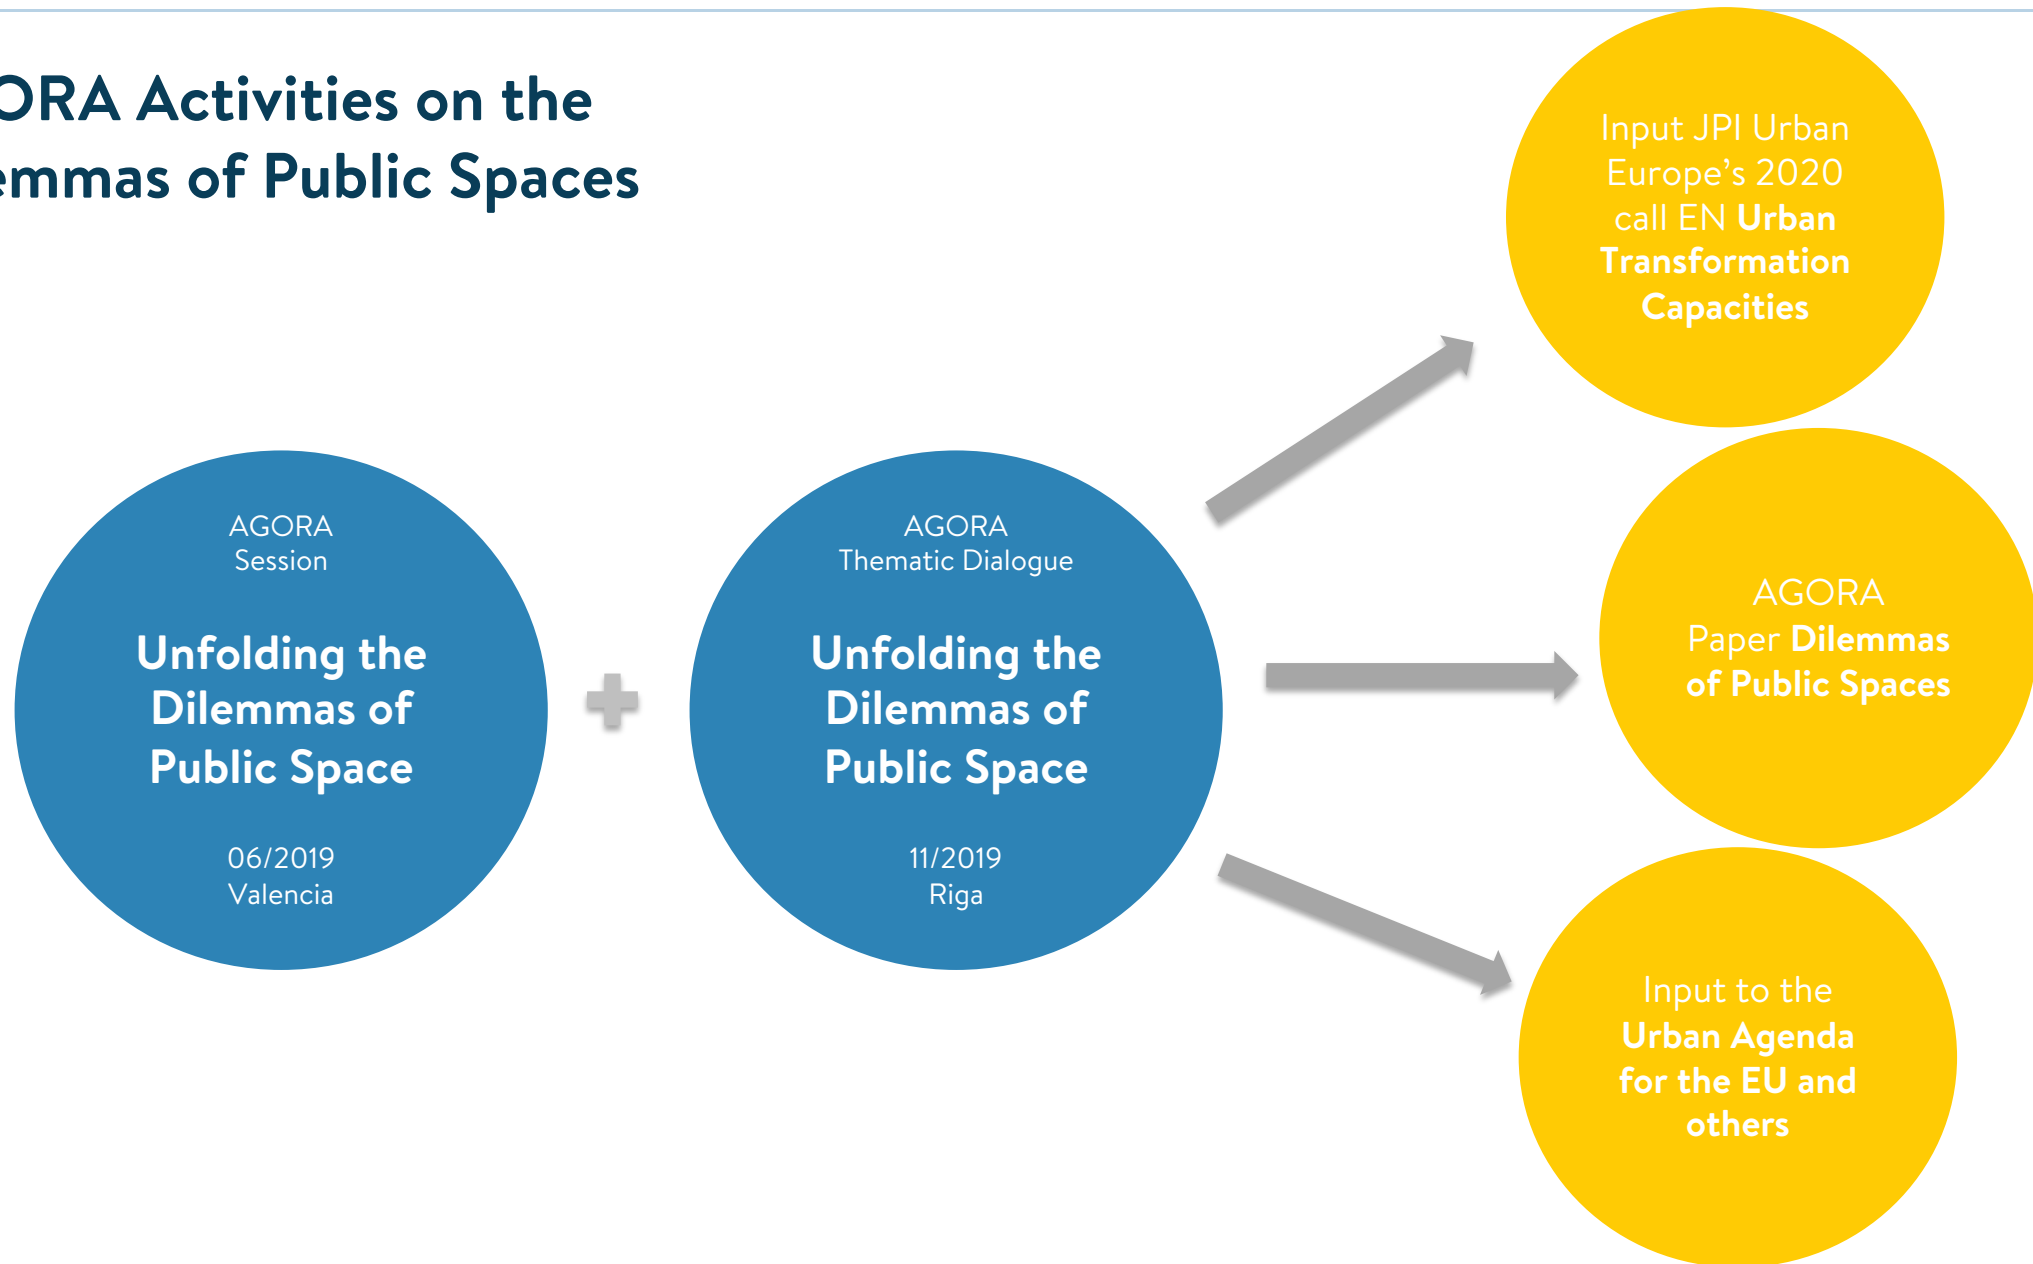 ORA Activities on the
emmas of Public Spaces
AGORA
Session
Unfolding the
Dilemmas of
Public Space
06/2019
Valencia
AGORA
Thematic Dialogue
Unfolding the
Dilemmas of
Public Space
11/2019
Riga
Input JPI Urban
Europe's 2020
call EN Urban
Transformation
Capacities
AGORA
Paper Dilemmas
of Public Spaces
Input to the
Urban Agenda
for the EU and
others